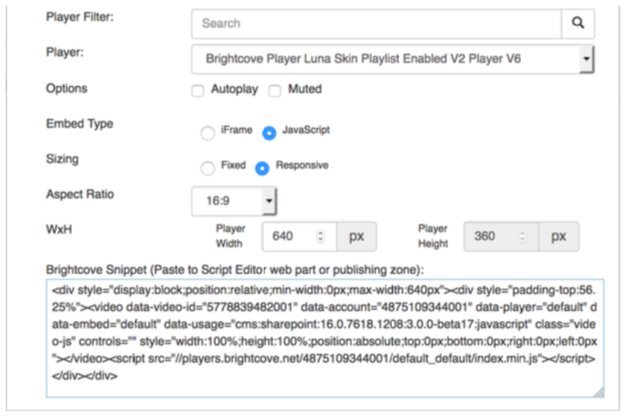 Player Filter:
Search
Player:
Brightcove Player Luna Skin Playlist Enabled V2 Player V6
Options
Autoplay
Muted
Embed Type
iFrame
JavaScript
Sizing
Fixed
Responsive
Aspect Ratio
16:9
WxH
Player
Width
640
px
Player
Height
360
px
Brightcove Snippet (Paste to Script Editor web part or publishing zone):
<div style="display:block;position:relative;min-width:0px;max-width:640px"><div style="padding-top:56.
25%"><video data-video-id="5778839482001" data-account="4875109344001" data-player="default" d
ata-embed="default" data-usage="cms:sharepoint:16.0.7618.1208:3.0.0-beta17:javascript" class="vide
o-js" controls="" style="width:100%;height:100%;position:absolute;top:0px;bottom:0px;right:0px;left:0px
"></video><script src="//players.brightcove.net/4875109344001/default_default/index.min.js"></script>
</div></div>